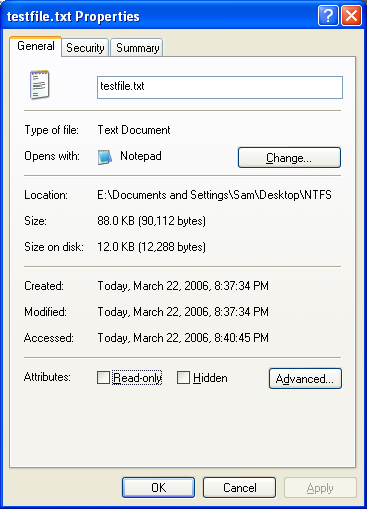 testfile.txt Properties
General Security Summary
testfile.txt
Type of file: Text Document
Opens with: Notepad Change...
Location: E:\Documents and Settings\Sam\Desktop\NTFS
Size: 88.0 KB (90,112 bytes)
Size on disk: 12.0 KB (12,288 bytes)
Created: Today, March 22, 2006, 8:37:34 PM
Modified: Today, March 22, 2006, 8:37:34 PM
Accessed: Today, March 22, 2006, 8:40:45 PM
Attributes: Read-only Hidden Advanced...
OK Cancel Apply